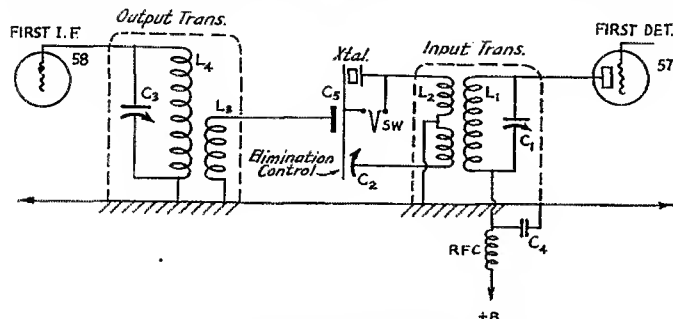 Output Trans.
FIRST I.F.
58
C3
L4
L3
Xtal.
C5
SW
Elimination
Control
C2
Input Trans.
L2
L1
C1
FIRST DET.
57
RFC
C4
+B